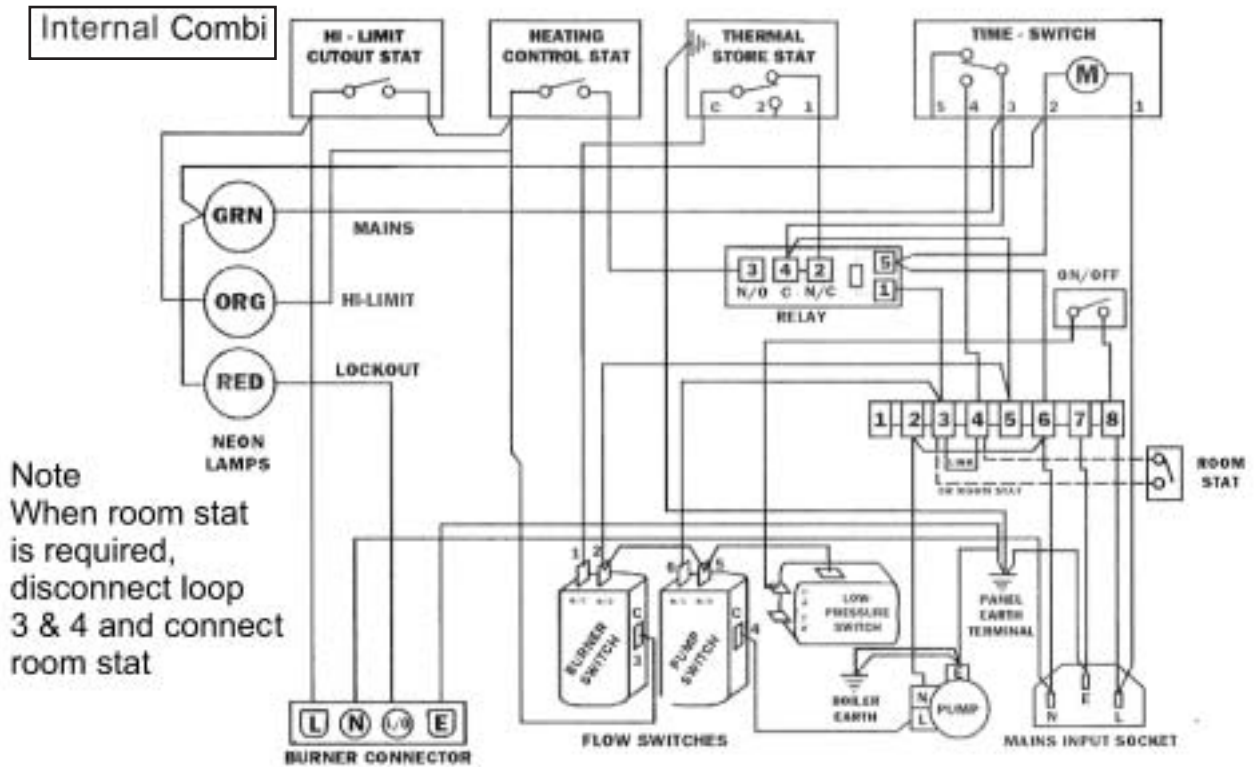 Internal Combi
HI - LIMIT
CUTOUT STAT
HEATING
CONTROL STAT
THERMAL
STORE STAT
C 2 1
TIME - SWITCH
M
5 4 3 2 1
GRN
MAINS
ORG
HI-LIMIT
RED
LOCKOUT
NEON
LAMPS
3 4 2 5
N/O C N/C 1
RELAY
ON/OFF
1 2 3 4 5 6 7 8
LINK
OR ROOM STAT
ROOM
STAT
Note
When room stat
is required,
disconnect loop
3 & 4 and connect
room stat
1 2
C
3
BURNER
SWITCH
6 5
C
4
PUMP
SWITCH
FLOW SWITCHES
LOW
PRESSURE
SWITCH
PANEL
EARTH
TERMINAL
BOILER
EARTH
E
N
L
PUMP
N E L
MAINS INPUT SOCKET
L N L/O E
BURNER CONNECTOR